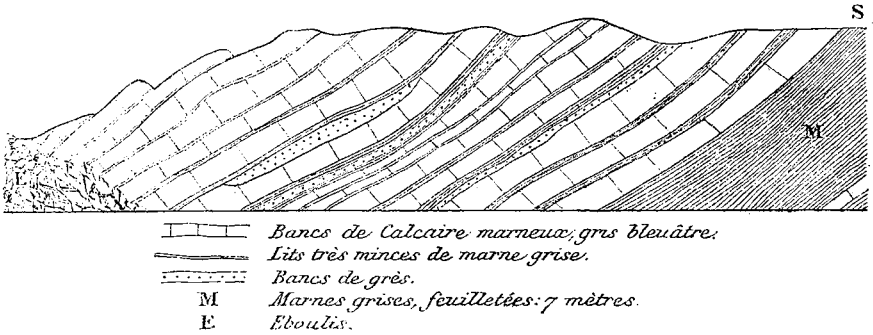 S
E
M
Bancs de Calcaire marneux, gris bleuâtre.
Lits très minces de marne grise.
Bancs de grès.
M Marnes grises, feuilletées: 7 mètres.
E Eboulis.